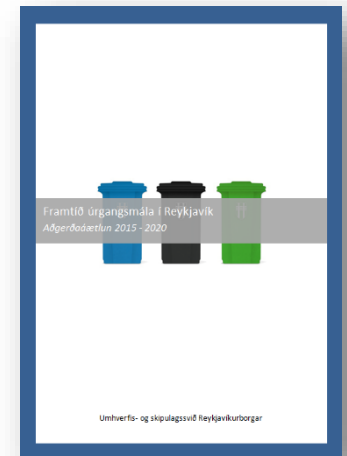 Framtíð úrgangsmála í Reykjavík
Aðgerðaáætlun 2015 - 2020
Umhverfis- og skipulagssvið Reykjavíkurborgar